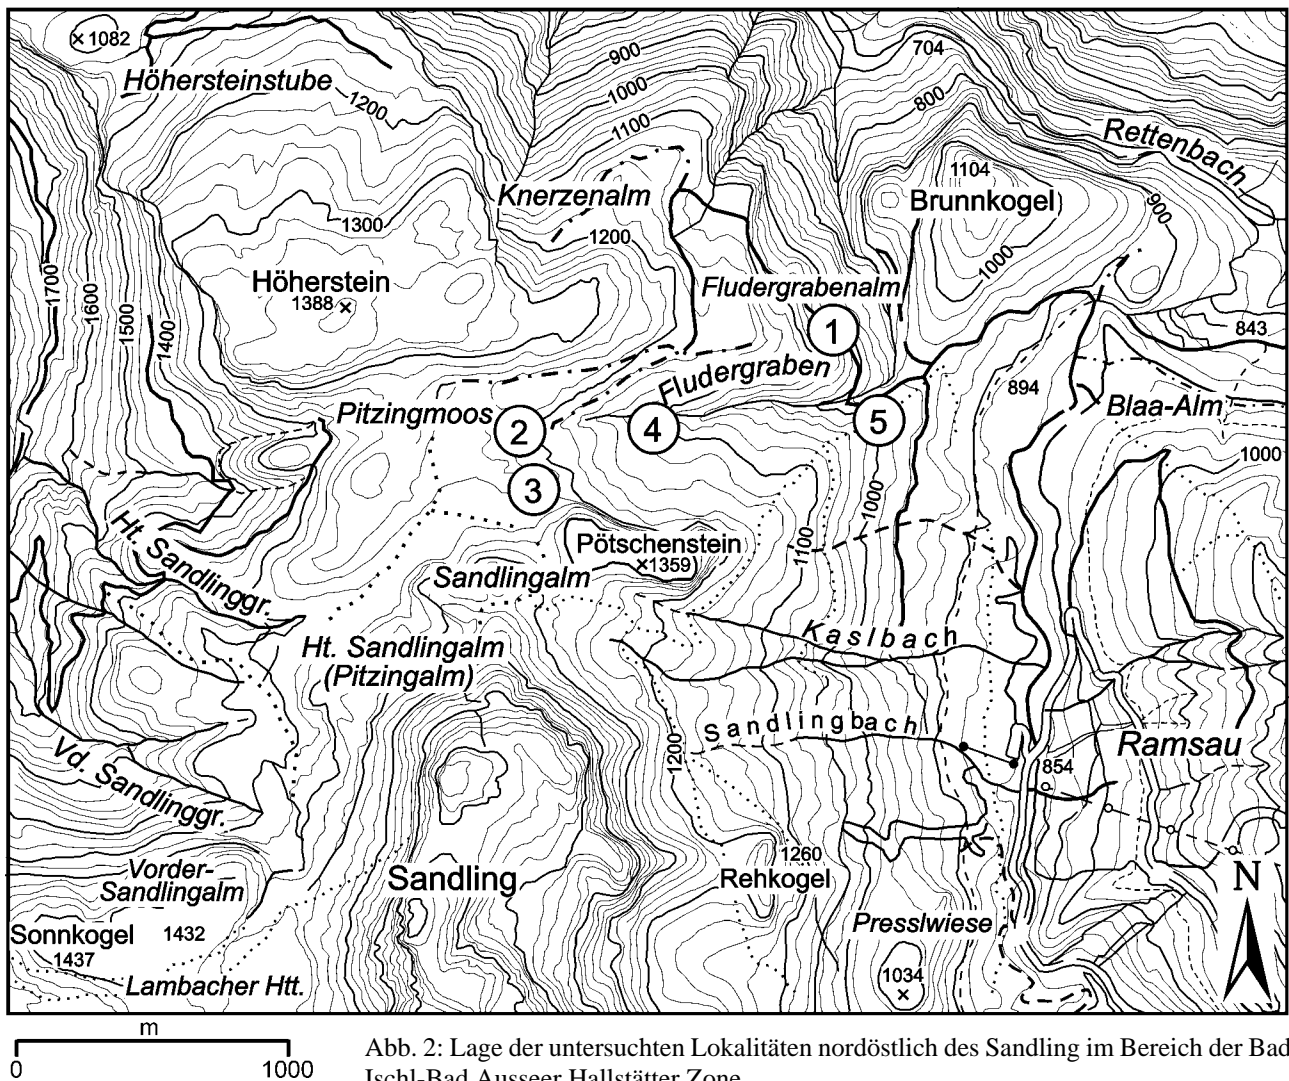 1082
704
900
Höhersteinstube
1200
1000
800
1100
Rettenbach
1104
Knerzenalm
Brunnkogel
900
1300
1200
1000
1700
1600
1500
1400
Höherstein
1388
Fludergrabenalm
1
843
Fludergraben
894
Blaa-Alm
Pitzingmoos
2
4
5
1000
3
1000
Ht. Sandlinggr.
1100
Pötschenstein
1359
Sandlingalm
Kaslbach
Ht. Sandlingalm
(Pitzingalm)
Sandlingbach
1200
Ramsau
Vd. Sandlinggr.
854
1260
Vorder-
Sandlingalm
Sandling
Rehkogel
N
Presslwiese
Sonnkogel
1432
1437
1034
Lambacher Htt.
m
0
1000
Abb. 2: Lage der untersuchten Lokalitäten nordöstlich des Sandling im Bereich der Bad
Ischl-Bad Ausseer Hallstätter Zone